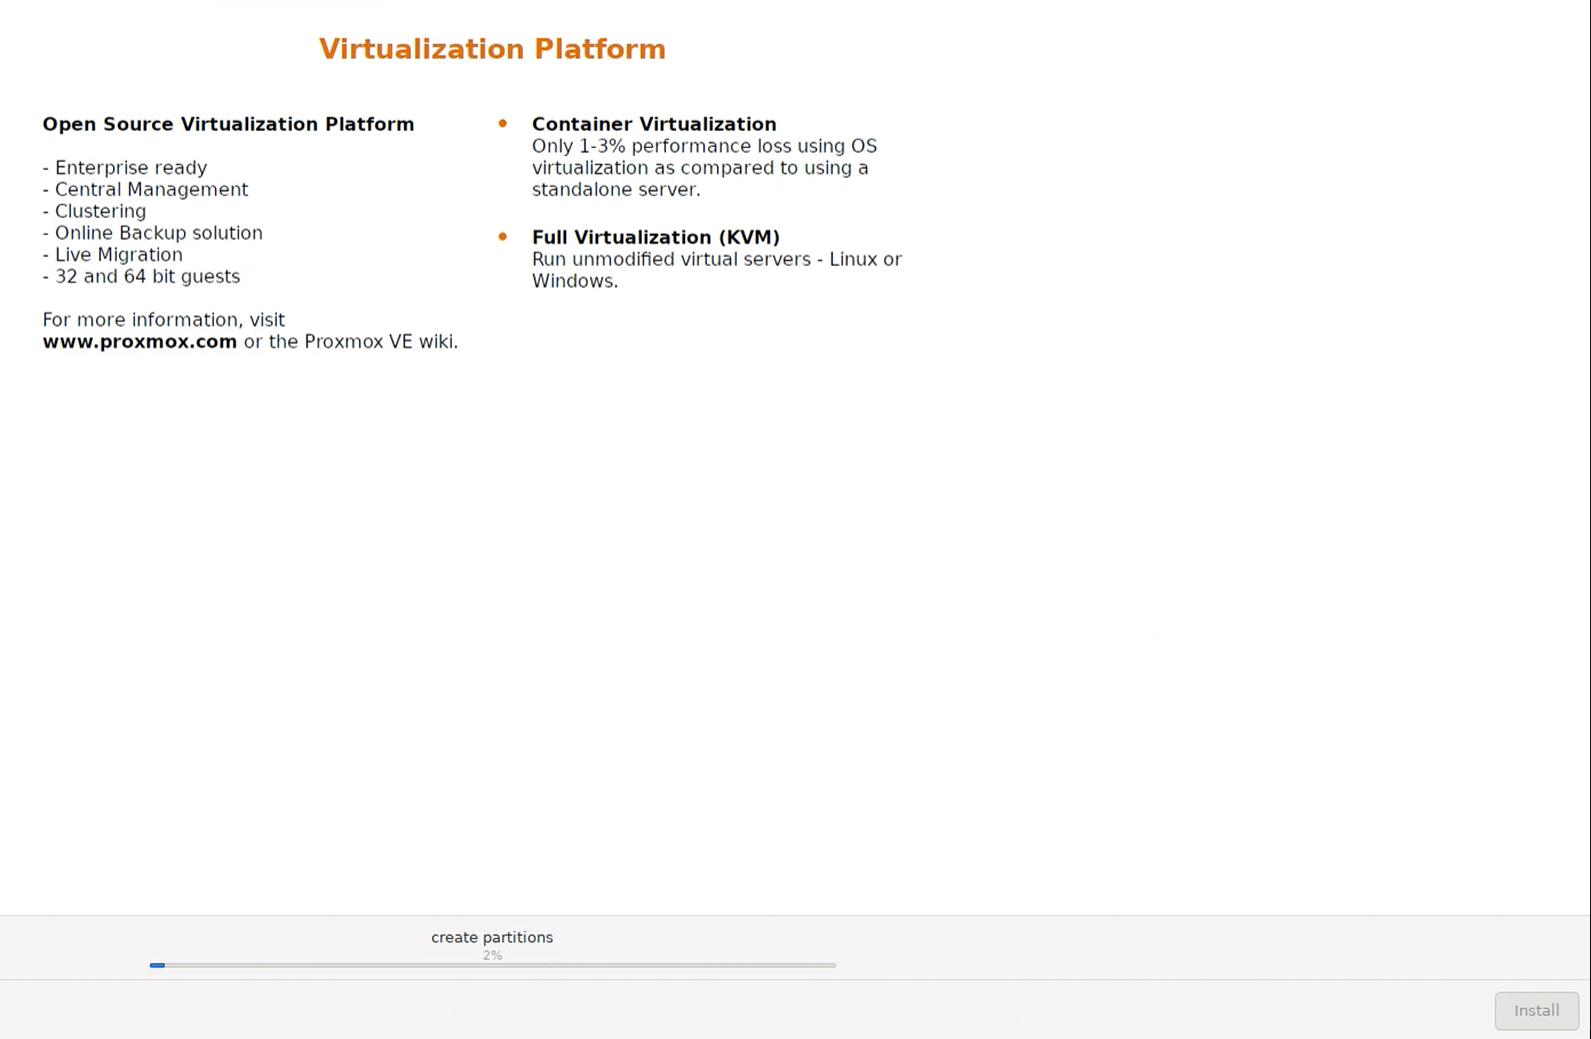 Virtualization Platform
Open Source Virtualization Platform
- Enterprise ready
- Central Management
- Clustering
- Online Backup solution
- Live Migration
- 32 and 64 bit guests
For more information, visit
www.proxmox.com or the Proxmox VE wiki.
• Container Virtualization
Only 1-3% performance loss using OS
virtualization as compared to using a
standalone server.
• Full Virtualization (KVM)
Run unmodified virtual servers - Linux or
Windows.
create partitions
2%
Install